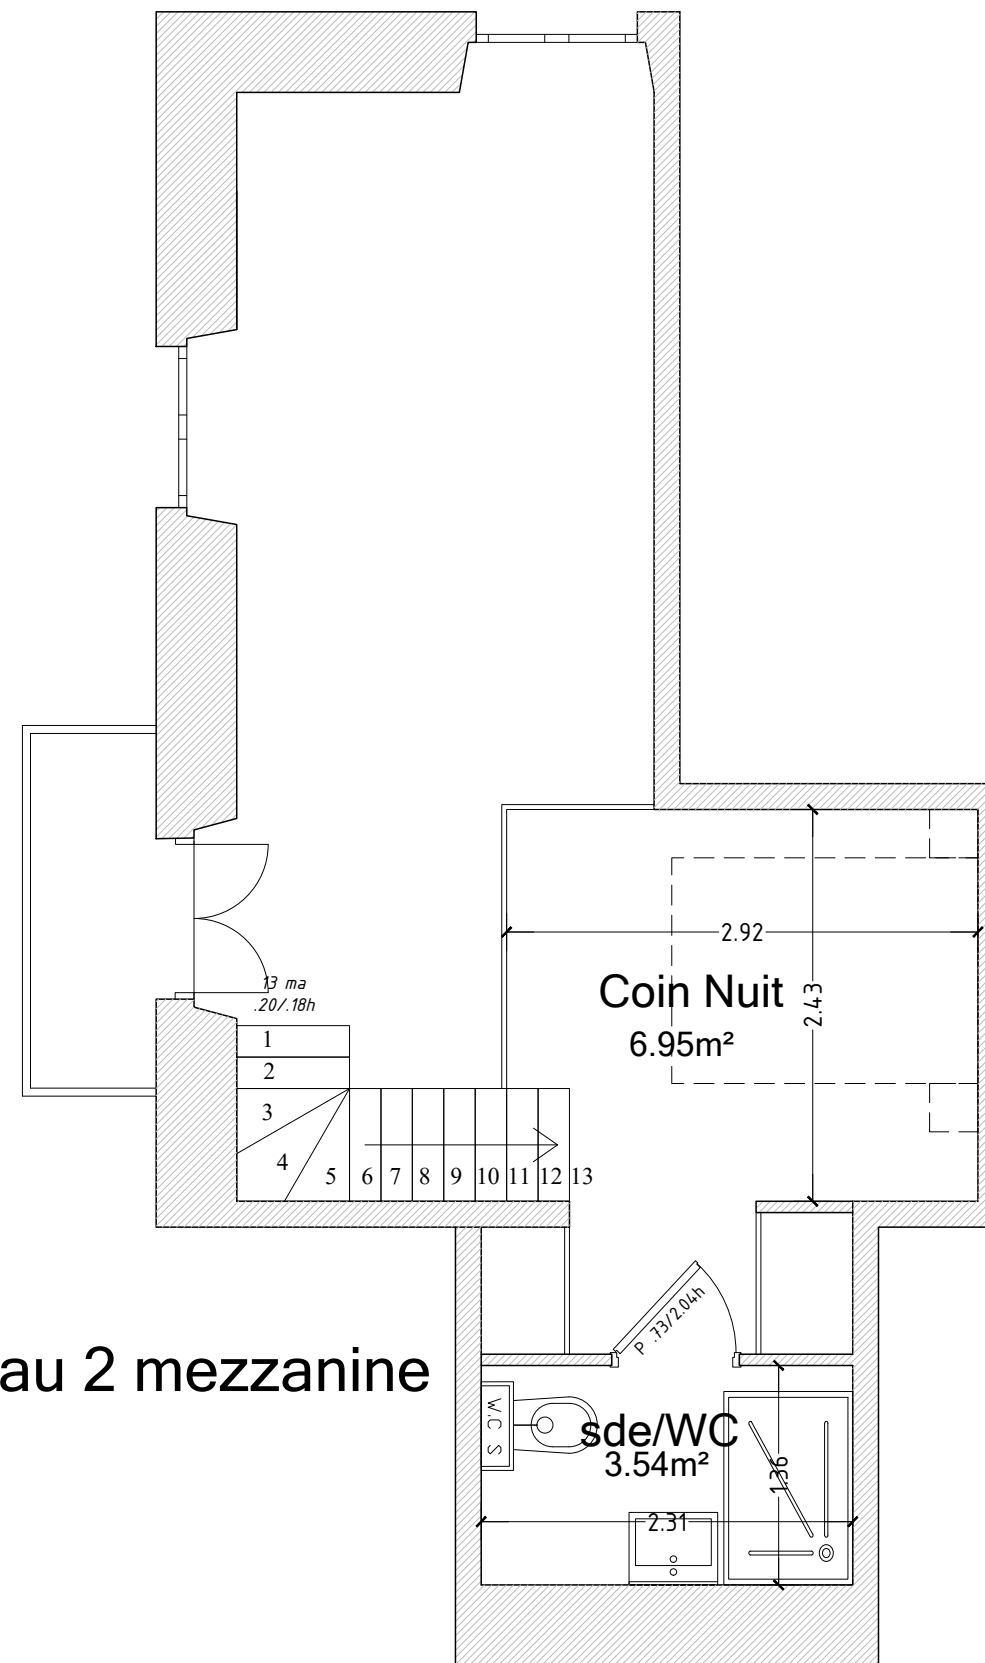 13 ma
.20/.18h
1
2
3
4
5
6
7
8
9
10
11
12
13
2.92
Coin Nuit
6.95m²
2.43
P .73/2.04h
au 2 mezzanine
W.C S
sde/WC
3.54m²
1.36
2.31